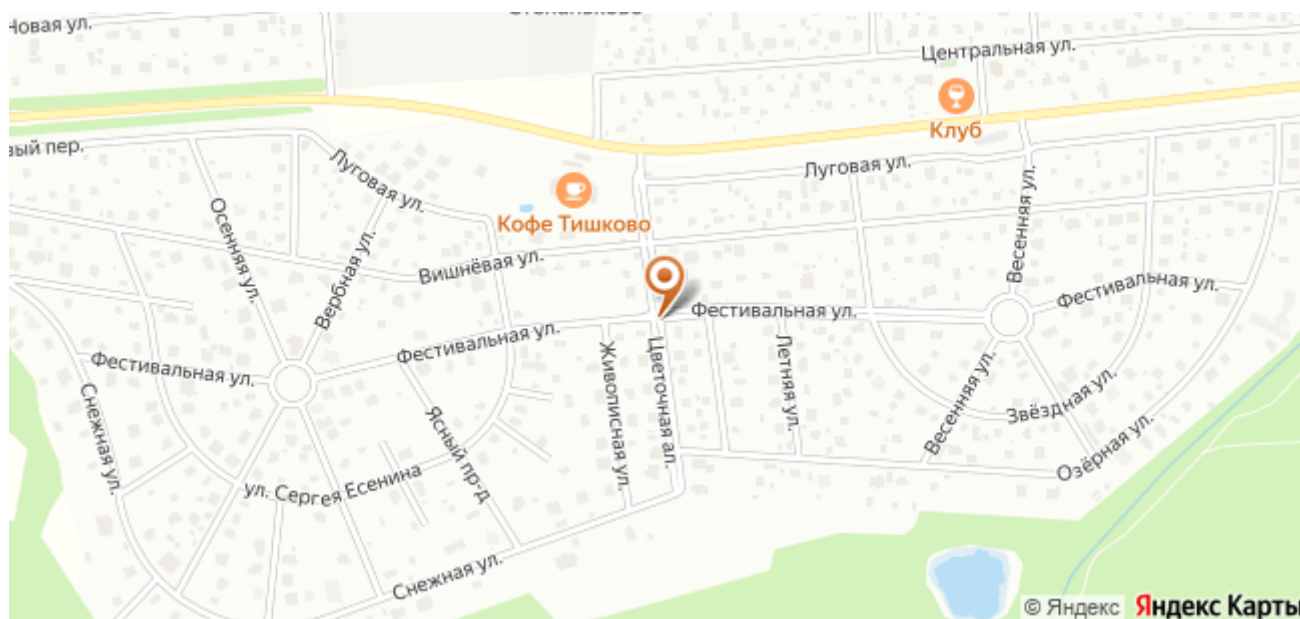 Новая ул.
Центральная ул.
Клуб
вый пер.
Луговая ул.
Луговая ул.
Кофе Тишково
Осенняя ул.
Вербная ул.
Вишнёвая ул.
Весенняя ул.
Фестивальная ул.
Фестивальная ул.
Фестивальная ул.
Фестивальная ул.
Живописная ул.
Цветочная ал.
Летняя ул.
Весенняя ул.
Звёздная ул.
Озёрная ул.
Снежная ул.
Ясный пр-д
ул. Сергея Есенина
Снежная ул.
© Яндекс Яндекс Карты